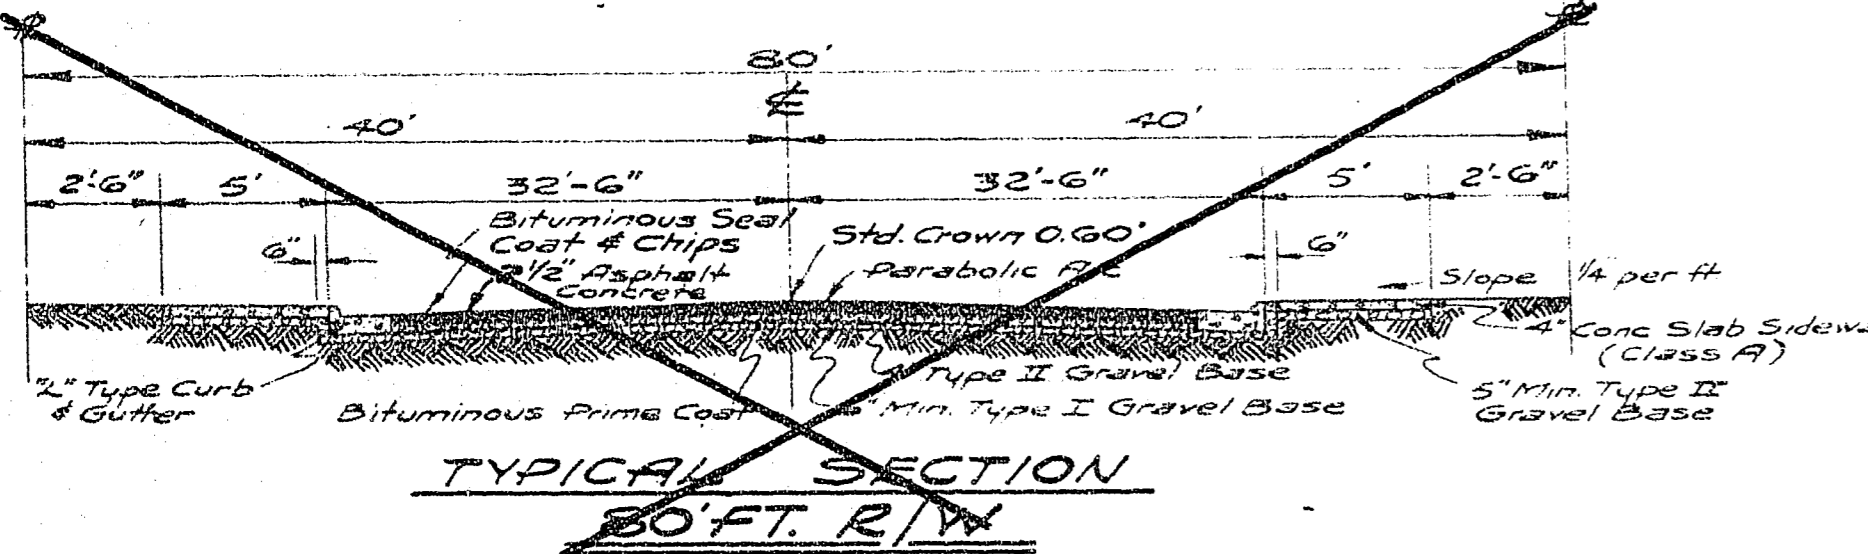 80'
℄
40' 40'
2'-6" 5' 32'-6" 32'-6" 5' 2'-6"
Bituminous Seal
Coat & Chips
Std. Crown 0.60'
6" 6"
1/2" Asphalt
Concrete
Parabolic Arc
Slope 1/4 per ft
4" Conc Slab
(Class A)
"L" Type Curb
& Gutter
Bituminous Prime Coat
Type II Gravel Base
Min. Type I Gravel Base
5" Min. Type II
Gravel Base
TYPICAL SECTION
80' FT. R/W